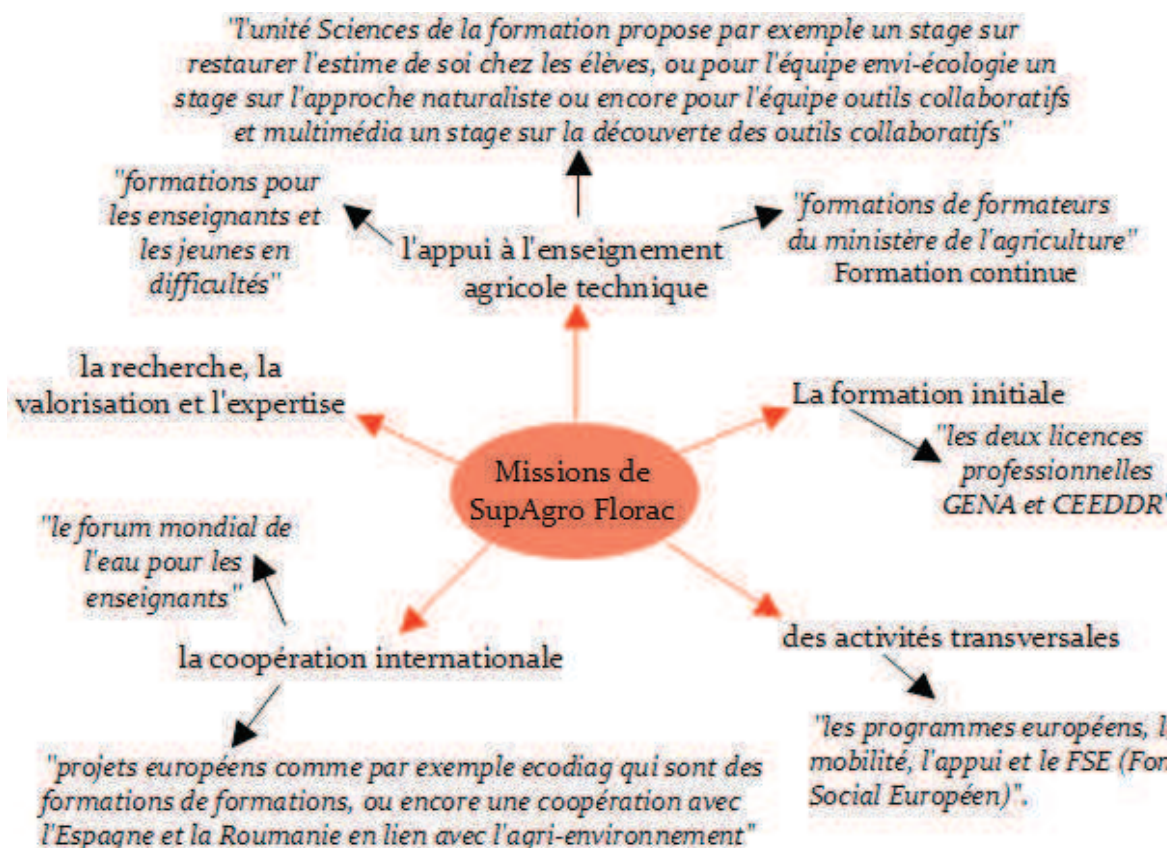 "l'unité Sciences de la formation propose par exemple un stage sur
restaurer l'estime de soi chez les élèves, ou pour l'équipe envi-écologie un
stage sur l'approche naturaliste ou encore pour l'équipe outils collaboratifs
et multimédia un stage sur la découverte des outils collaboratifs"
"formations pour
les enseignants et
les jeunes en
difficultés"
l'appui à l'enseignement
agricole technique
"formations de formateurs
du ministère de l'agriculture"
Formation continue
la recherche, la
valorisation et l'expertise
La formation initiale
"les deux licences
professionnelles
GENA et CEEDDR"
Missions de
SupAgro Florac
"le forum mondial de
l'eau pour les
enseignants"
la coopération internationale
des activités transversales
"les programmes européens,
mobilité, l'appui et le FSE
Social Européen)".
"projets européens comme par exemple ecodiag qui sont des
formations de formations, ou encore une coopération avec
l'Espagne et la Roumanie en lien avec l'agri-environnement"